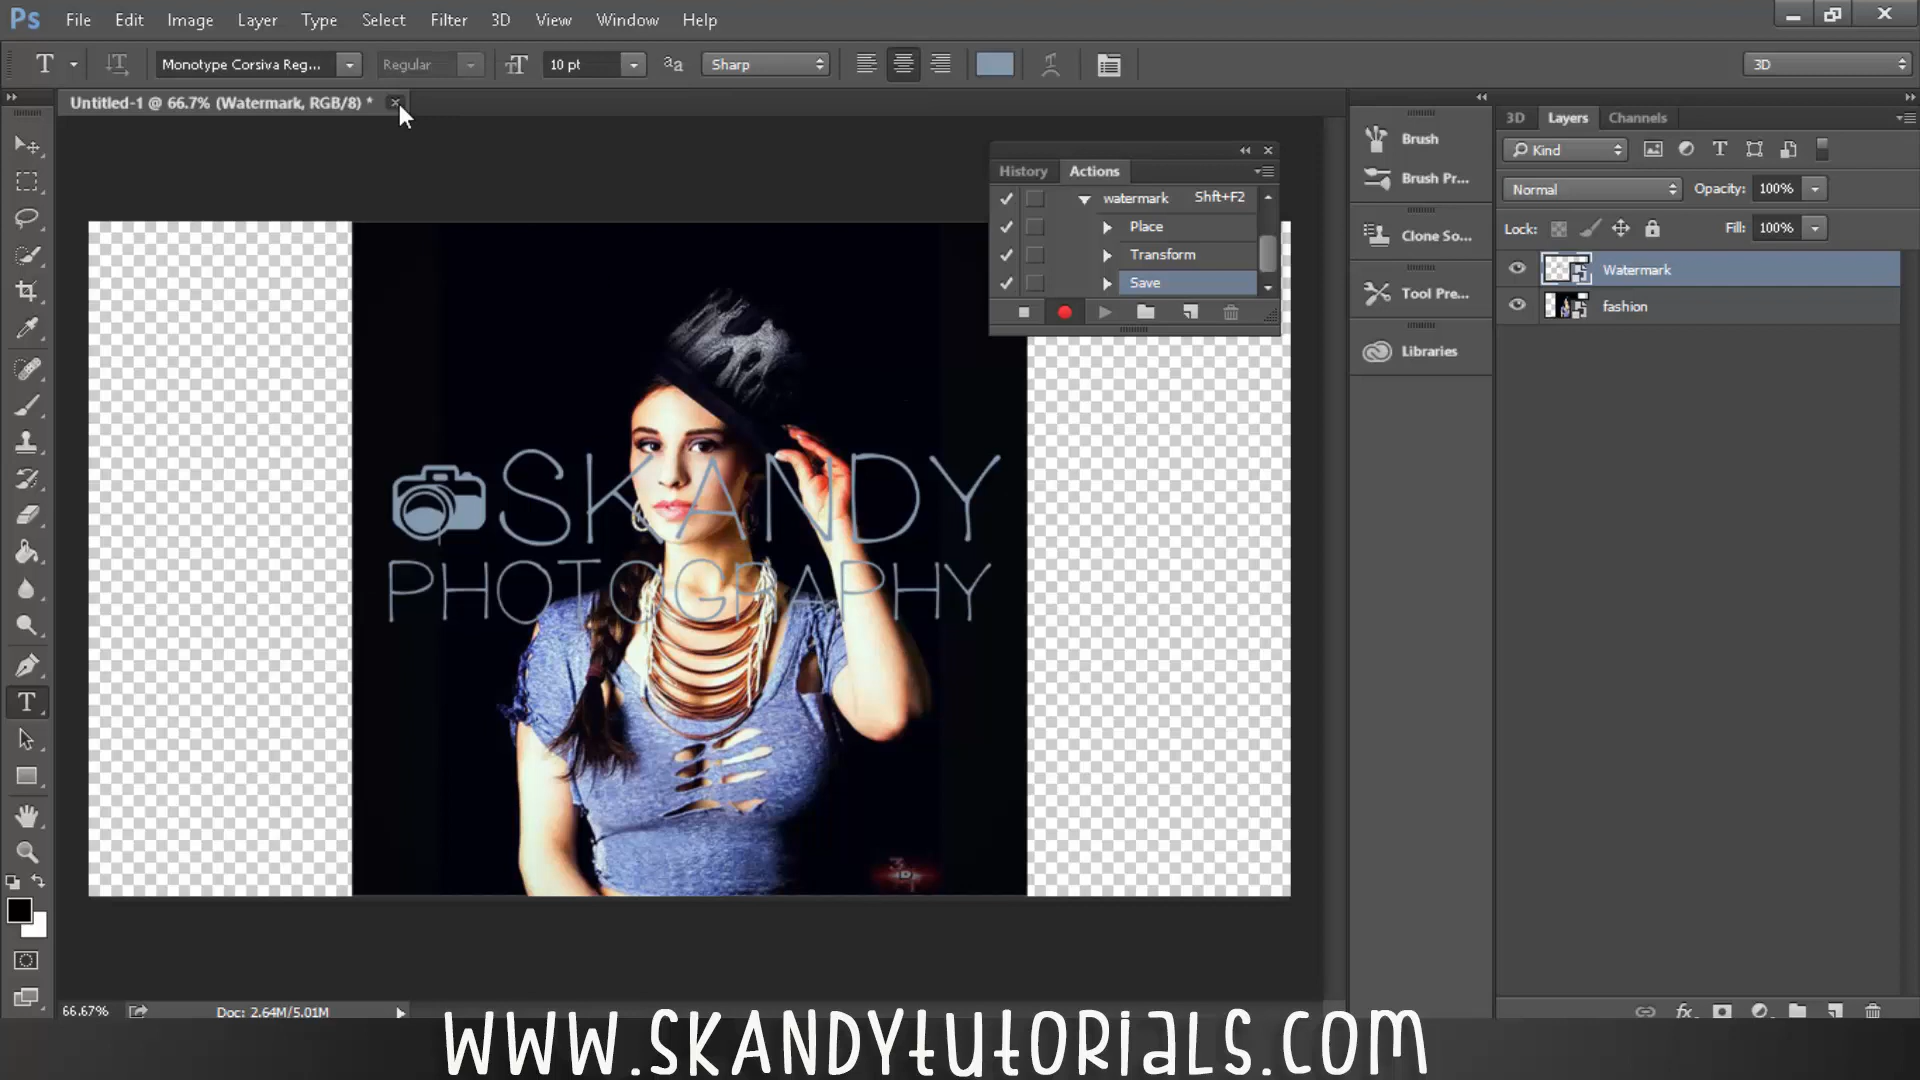 Ps File Edit Image Layer Type Select Filter 3D View Window Help
T Monotype Corsiva Reg... Regular 10 pt aa Sharp 3D
Untitled-1 @ 66.7% (Watermark, RGB/8) *
History Actions
watermark Shft+F2
Place
Transform
Save
Brush
Brush Pr...
Clone So...
Tool Pre...
Libraries
3D Layers Channels
Kind
Normal Opacity: 100%
Lock: Fill: 100%
Watermark
fashion
SKANDY
PHOTOGRAPHY
66.67% Doc: 2.64M/5.01M
www.SKANDYtutorials.com